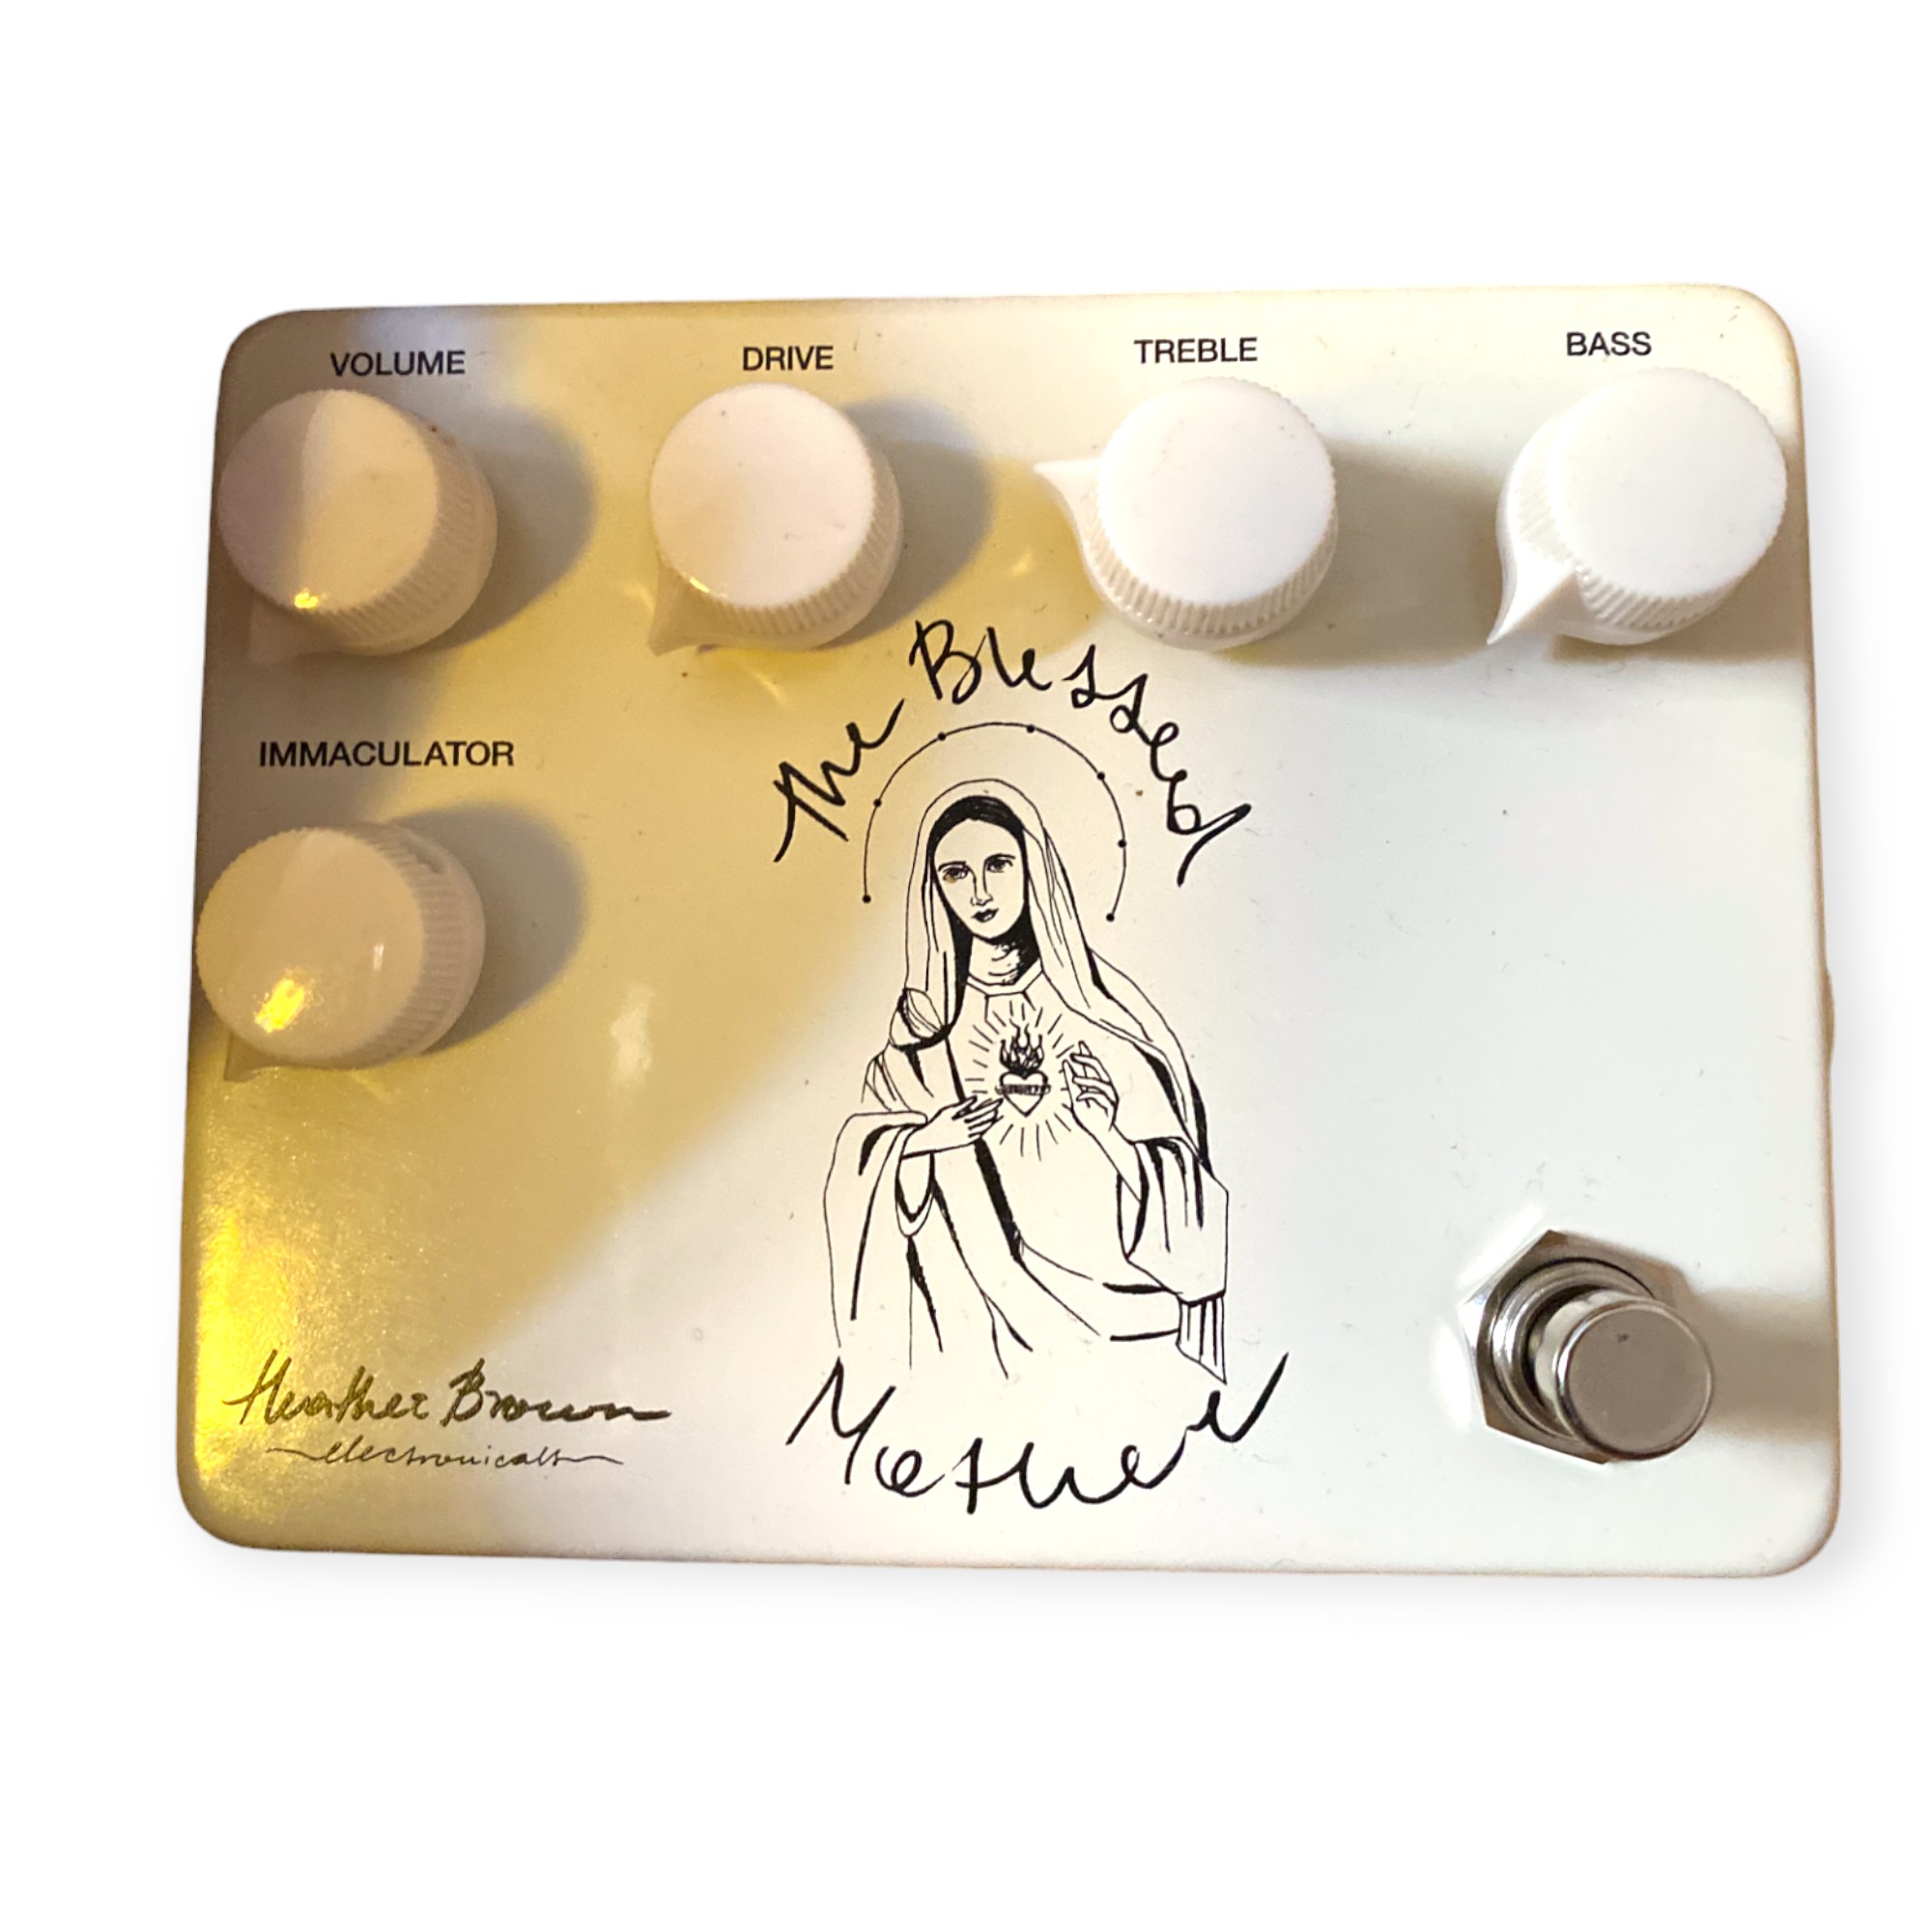 VOLUME DRIVE TREBLE BASS
IMMACULATOR
The Blessed
Mother
Heather Brown
electronicals